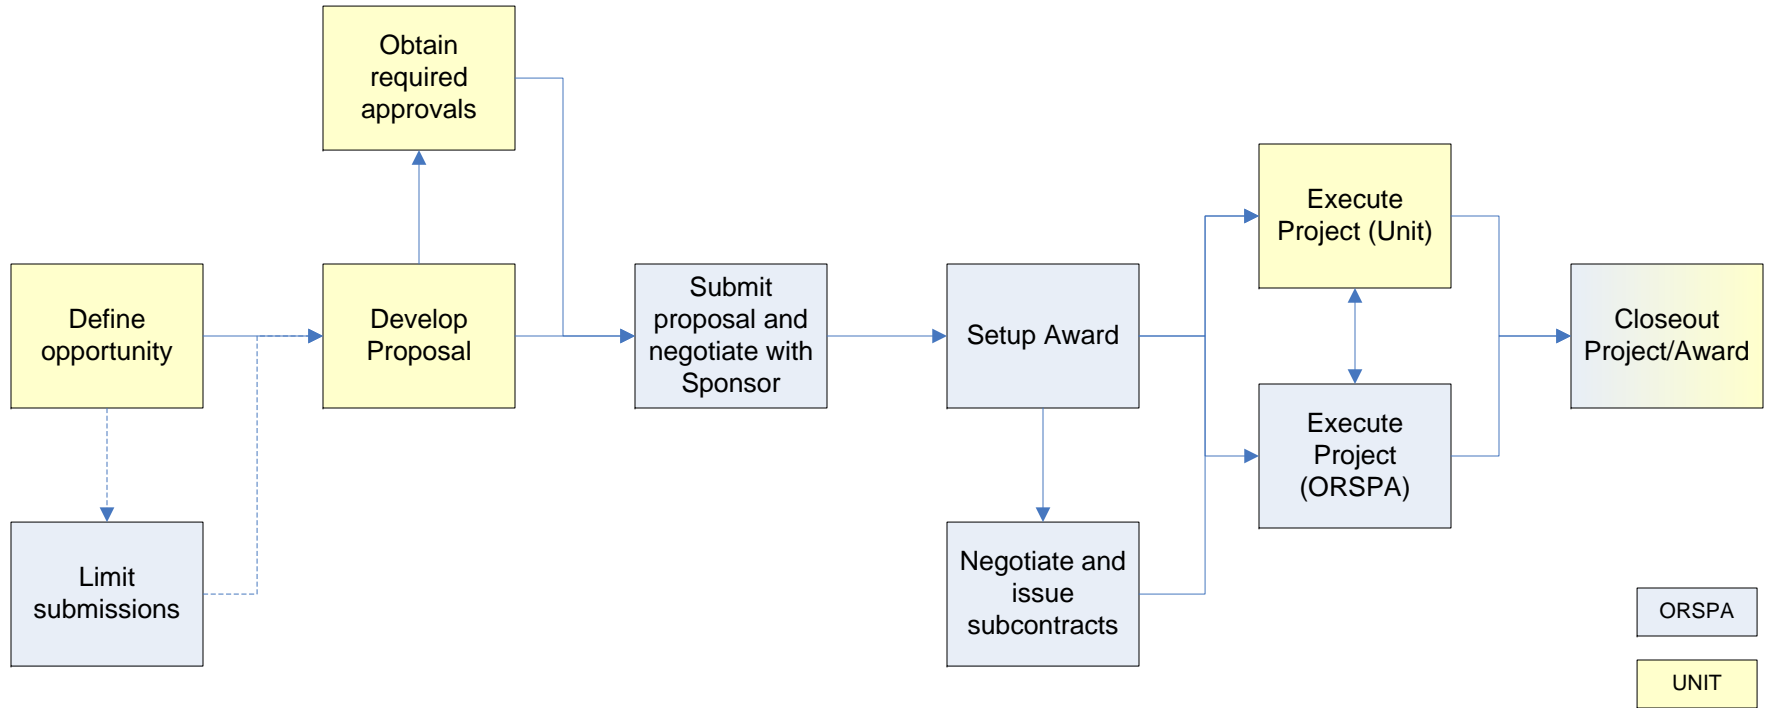 Obtain
required
approvals
Define
opportunity
Develop
Proposal
Submit
proposal and
negotiate with
Sponsor
Setup Award
Execute
Project (Unit)
Closeout
Project/Award
Execute
Project
(ORSPA)
Limit
submissions
Negotiate and
issue
subcontracts
ORSPA
UNIT